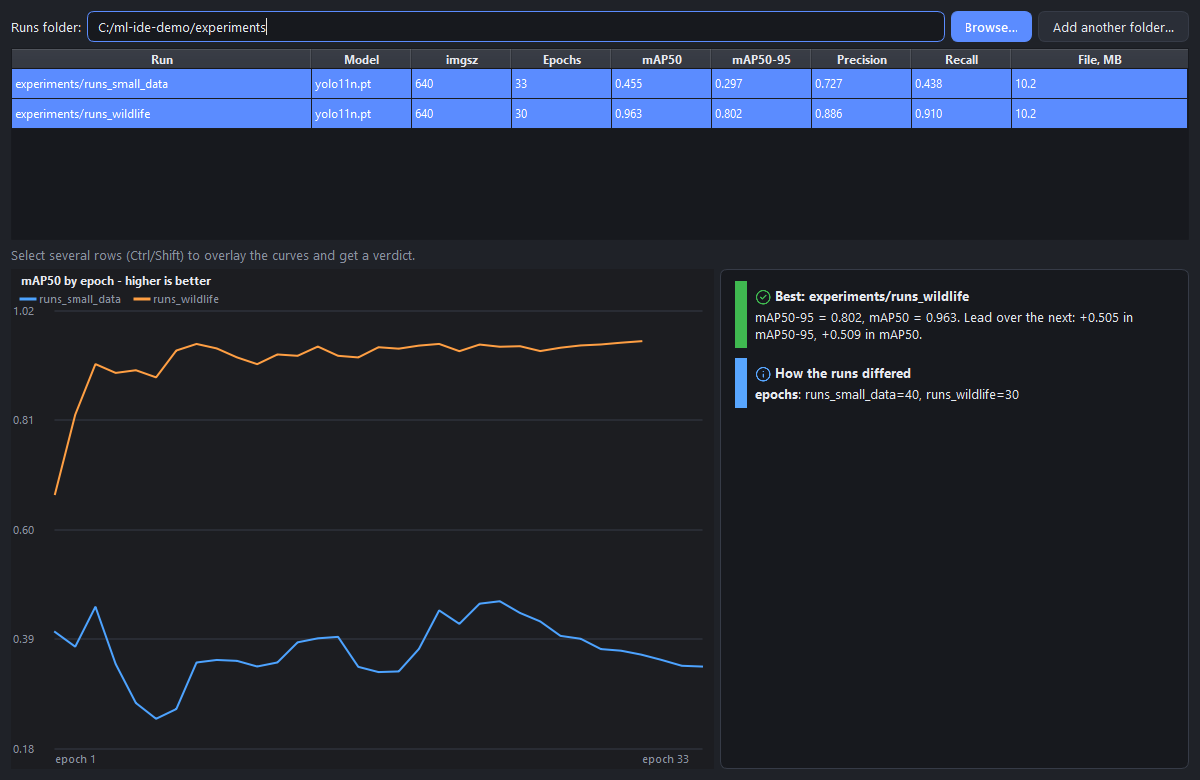 Runs folder: C:/ml-ide-demo/experiments Browse... Add another folder...
Run Model imgsz Epochs mAP50 mAP50-95 Precision Recall File, MB
experiments/runs_small_data yolo11n.pt 640 33 0.455 0.297 0.727 0.438 10.2
experiments/runs_wildlife yolo11n.pt 640 30 0.963 0.802 0.886 0.910 10.2
Select several rows (Ctrl/Shift) to overlay the curves and get a verdict.
mAP50 by epoch - higher is better
runs_small_data runs_wildlife
1.02
0.81
0.60
0.39
0.18
epoch 1 epoch 33
Best: experiments/runs_wildlife
mAP50-95 = 0.802, mAP50 = 0.963. Lead over the next: +0.505 in
mAP50-95, +0.509 in mAP50.
How the runs differed
epochs: runs_small_data=40, runs_wildlife=30